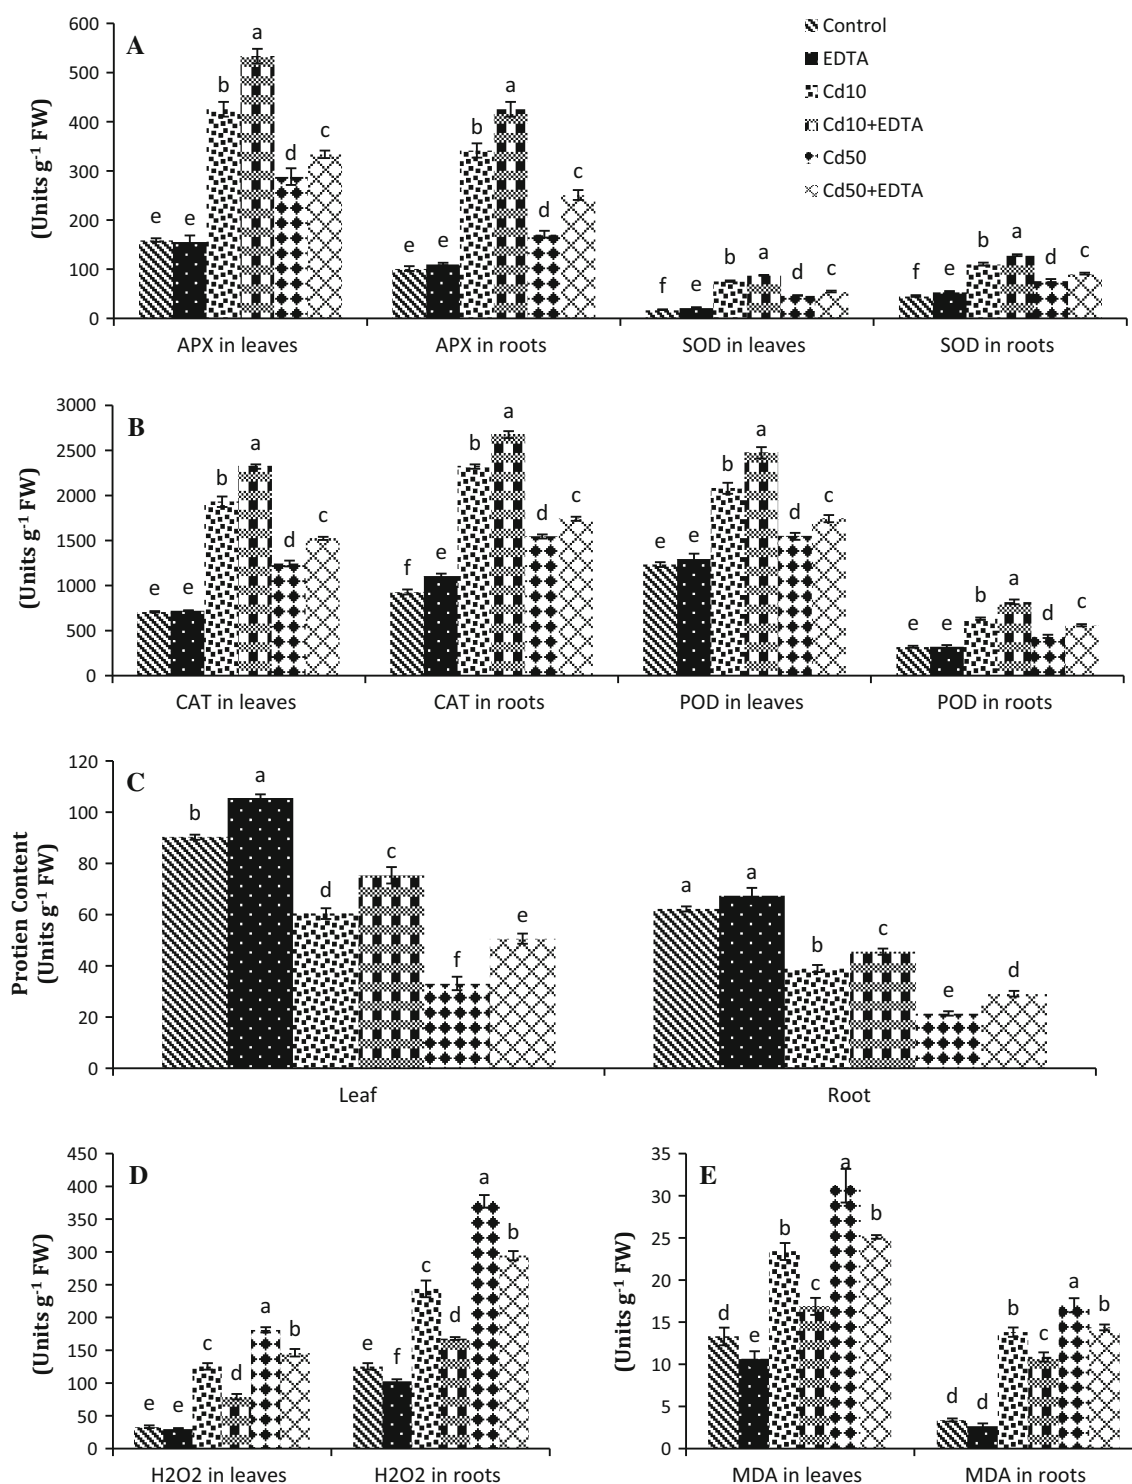 A
(Units g-1 FW)
600
500
400
300
200
100
0
Control
EDTA
Cd10
Cd10+EDTA
Cd50
Cd50+EDTA
e e b a d c
e e b a d c
f e b a d c
f e b a d c
APX in leaves APX in roots SOD in leaves SOD in roots
B
(Units g-1 FW)
3000
2500
2000
1500
1000
500
0
e e b a d c
f e b a d c
e e b a d c
e e b a d c
CAT in leaves CAT in roots POD in leaves POD in roots
C
Protien Content
(Units g-1 FW)
120
100
80
60
40
20
0
b a d c f e
a a b c e d
Leaf Root
D
(Units g-1 FW)
450
400
350
300
250
200
150
100
50
0
e e c d a b
e f c d a b
H2O2 in leaves H2O2 in roots
E
(Units g-1 FW)
35
30
25
20
15
10
5
0
d e b c a b
d d b c a b
MDA in leaves MDA in roots